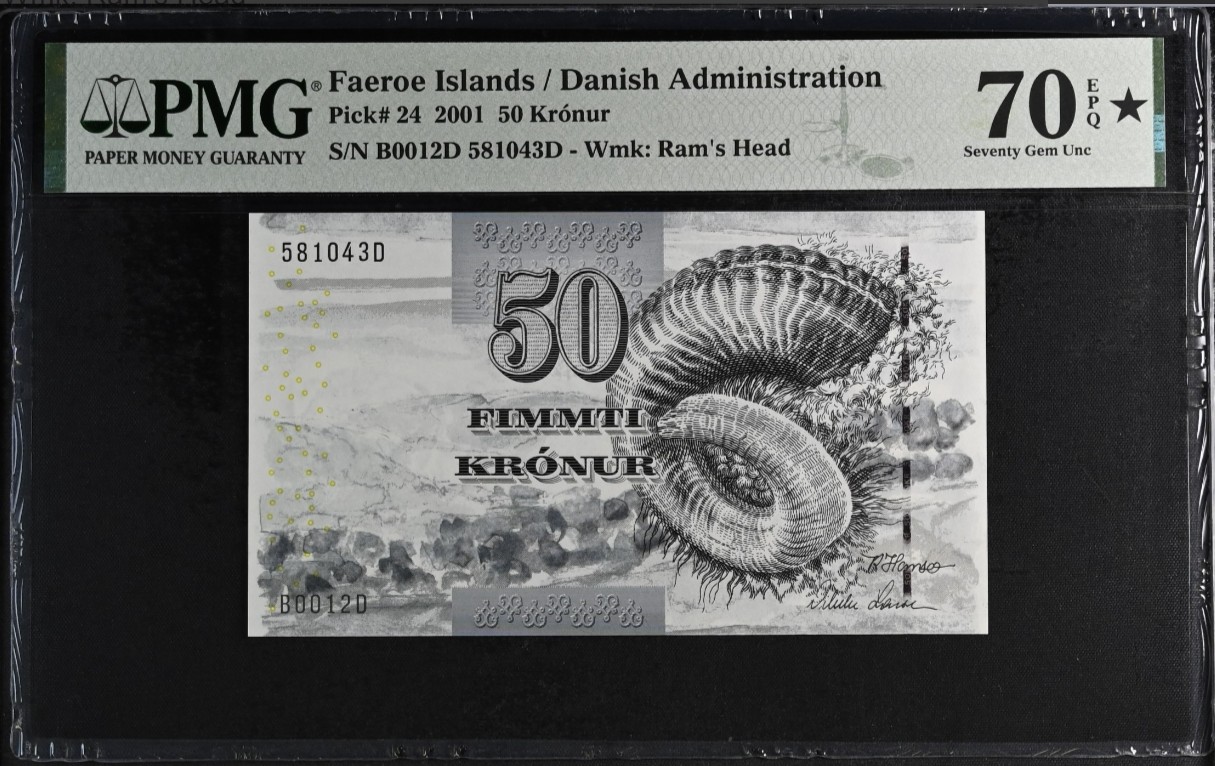 PMG®
PAPER MONEY GUARANTY
Faeroe Islands / Danish Administration
Pick# 24 2001 50 Krónur
S/N B0012D 581043D - Wmk: Ram's Head
70 EPQ ★
Seventy Gem Unc
581043D
50
FIMMTI
KRÓNUR
B0012D